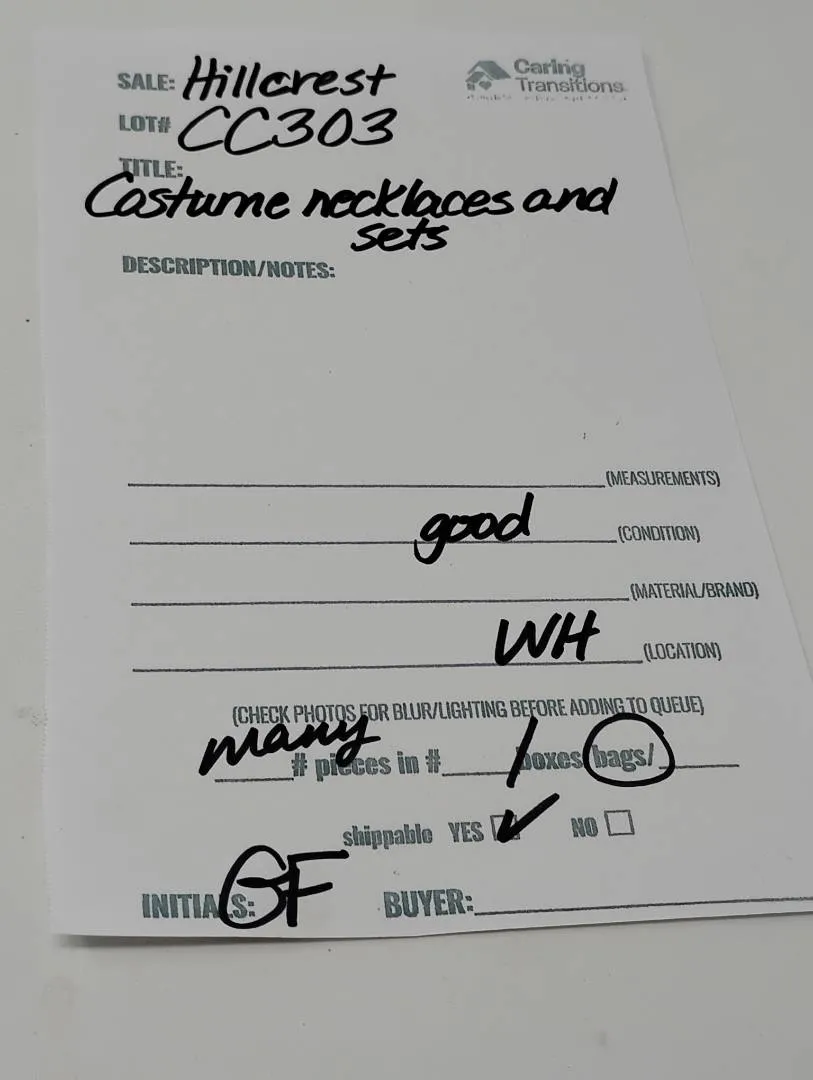 SALE: Hillcrest
Caring
Transitions
LOT# CC303
TITLE:
Costume necklaces and
sets
DESCRIPTION/NOTES:
(MEASUREMENTS)
good (CONDITION)
(MATERIAL/BRAND)
WH (LOCATION)
(CHECK PHOTOS FOR BLUR/LIGHTING BEFORE ADDING TO QUEUE)
many # pieces in # 1 boxes/bags/
shippable YES ✓ NO
INITIALS: GF BUYER: